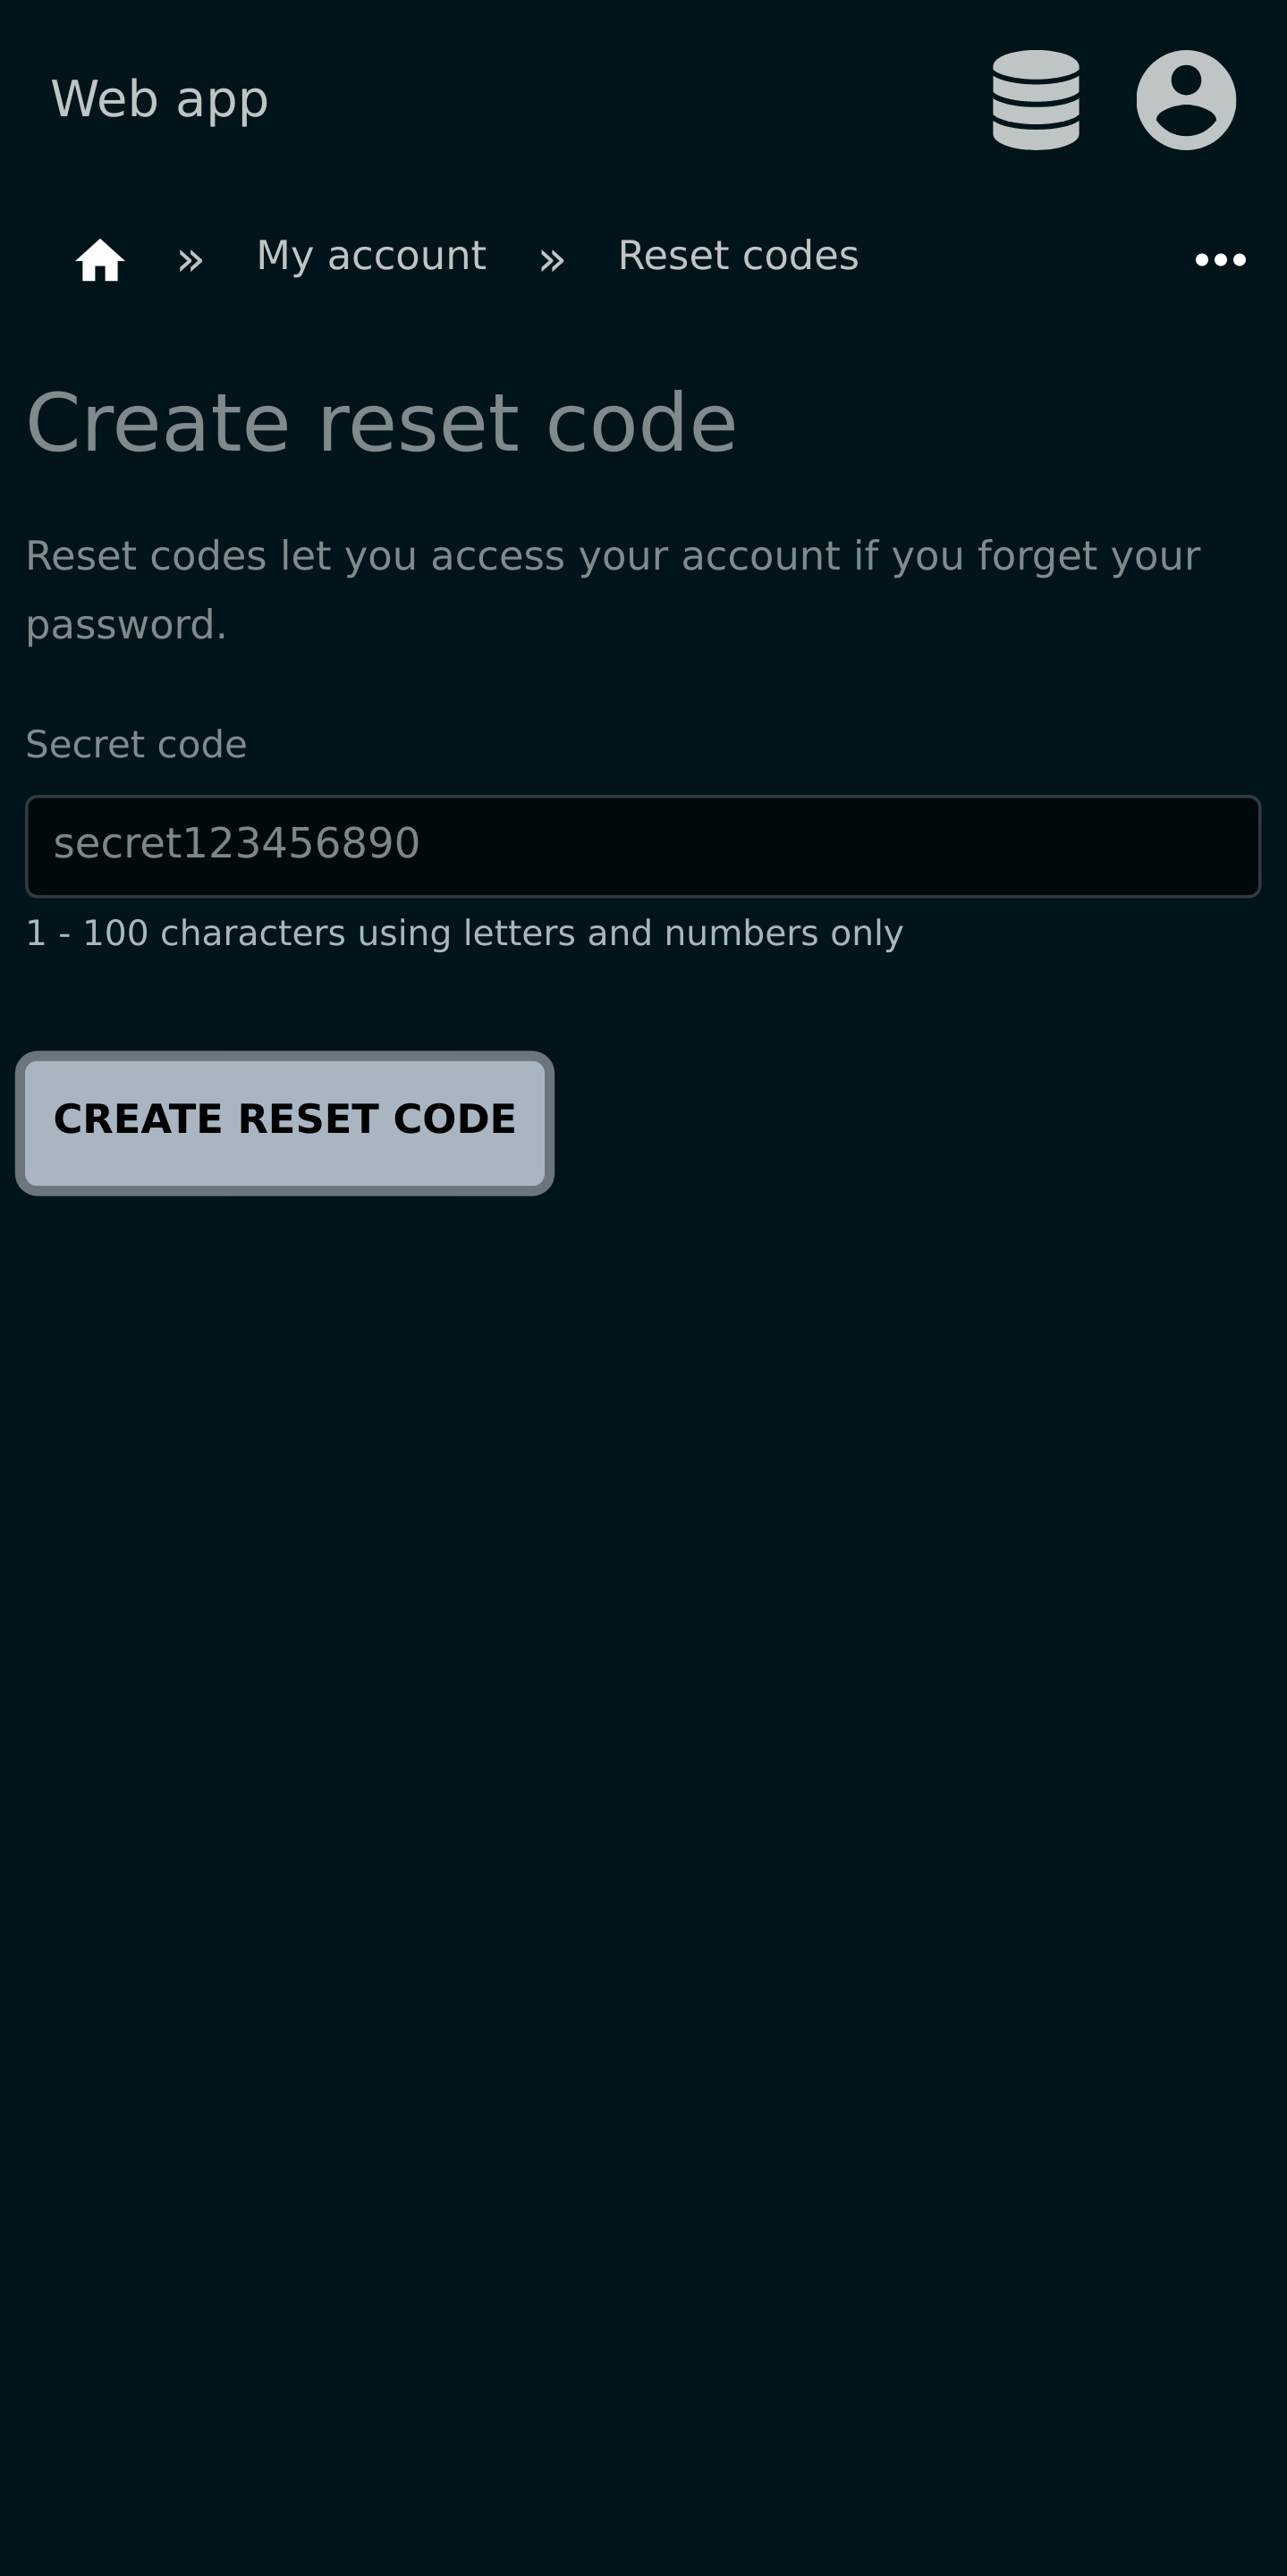 Web app
» My account » Reset codes
Create reset code
Reset codes let you access your account if you forget your
password.
Secret code
secret123456890
1 - 100 characters using letters and numbers only
CREATE RESET CODE